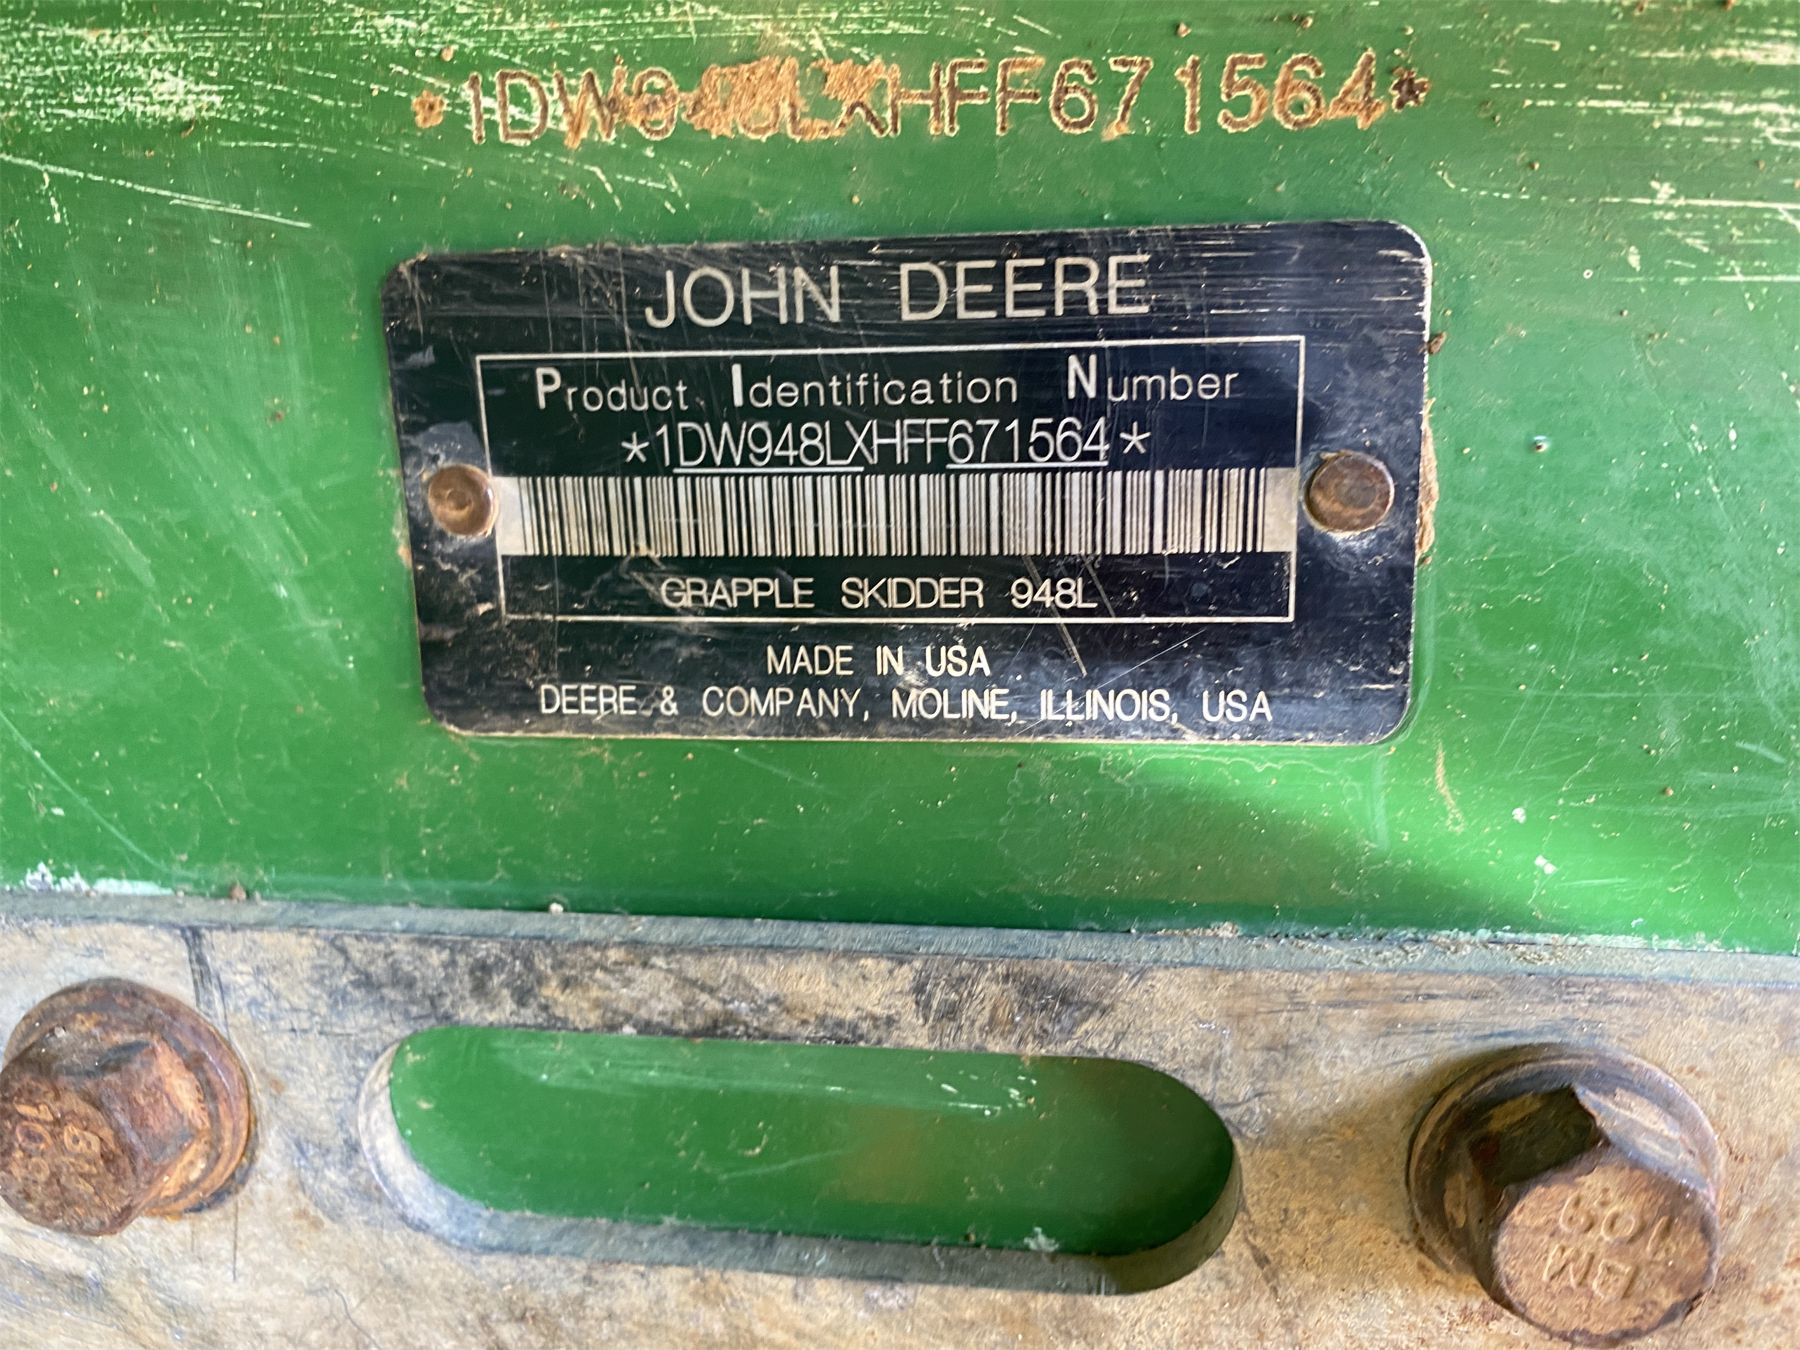 *1DW948LXHFF671564*
JOHN DEERE
Product Identification Number
*1DW948LXHFF671564*
GRAPPLE SKIDDER 948L
MADE IN USA
DEERE & COMPANY, MOLINE, ILLINOIS, USA